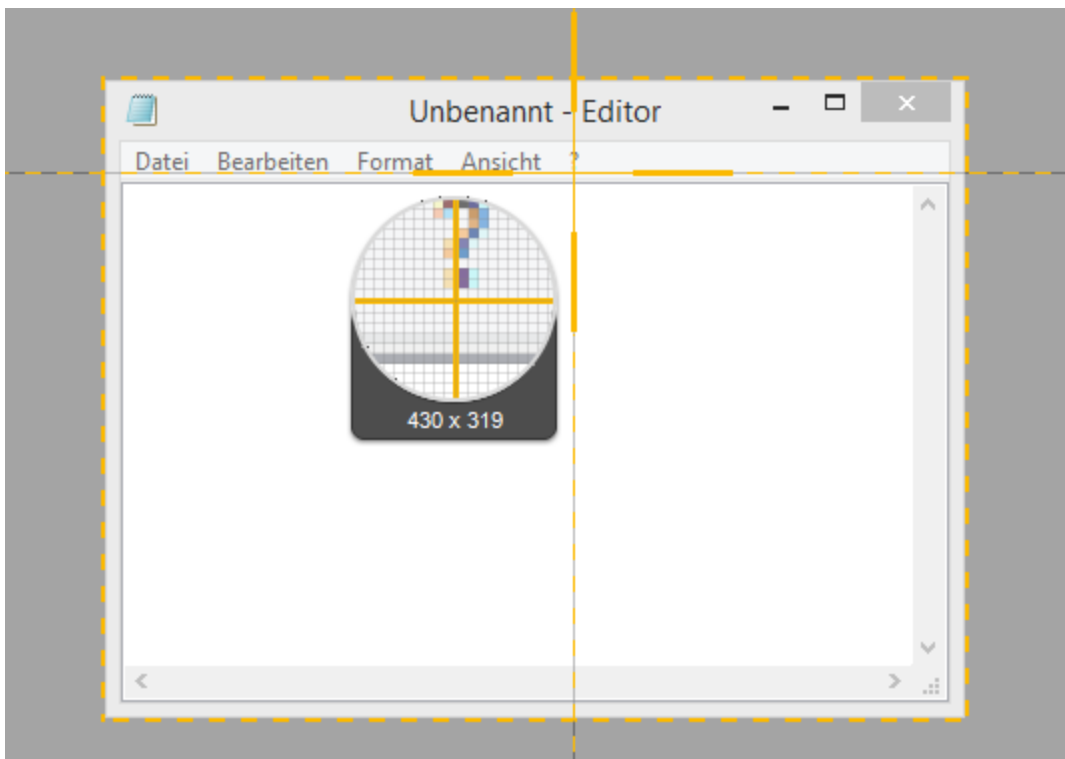 Unbenannt - Editor
Datei Bearbeiten Format Ansicht ?
?
430 x 319